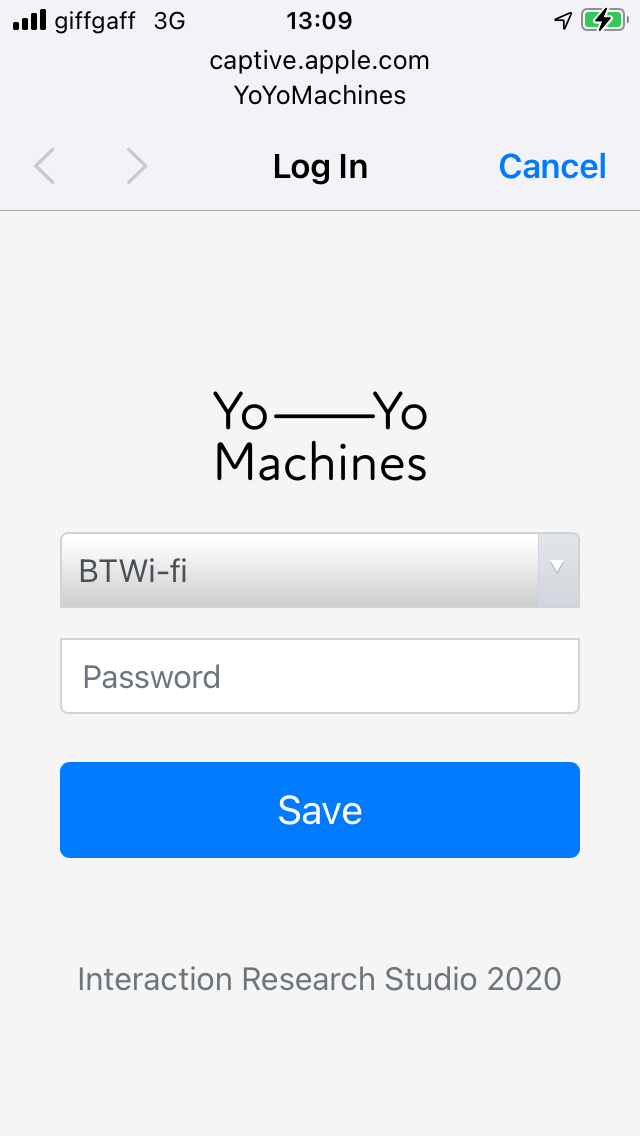 giffgaff 3G 13:09
captive.apple.com
YoYoMachines
Log In Cancel
Yo Yo
Machines
BTWi-fi
Password
Save
Interaction Research Studio 2020